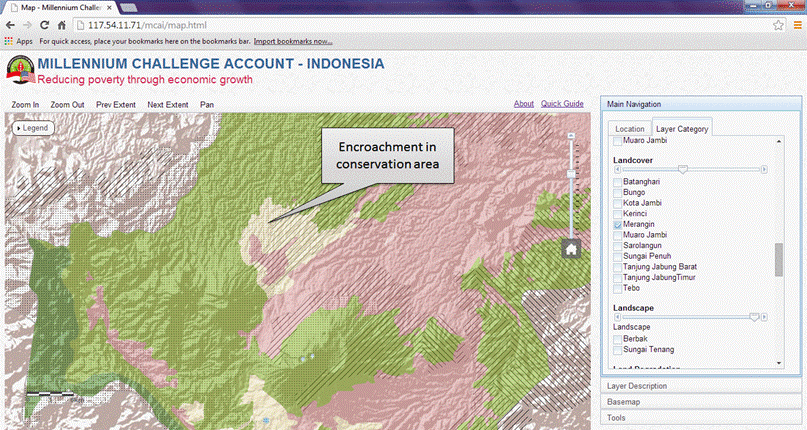 Map - Millennium Challe
117.54.11.71/mcai/map.html
Apps For quick access, place your bookmarks here on the bookmarks bar. Import bookmarks now...
MILLENNIUM CHALLENGE ACCOUNT - INDONESIA
Reducing poverty through economic growth
Zoom In Zoom Out Prev Extent Next Extent Pan
About Quick Guide
Legend
Encroachment in
conservation area
Main Navigation
Location Layer Category
Muaro Jambi
Landcover
Batanghari
Bungo
Kota Jambi
Kerinci
Merangin
Muaro Jambi
Sarolangun
Sungai Penuh
Tanjung Jabung Barat
Tanjung JabungTimur
Tebo
Landscape
Landscape
Berbak
Sungai Tenang
Land Degradation
Layer Description
Basemap
Tools